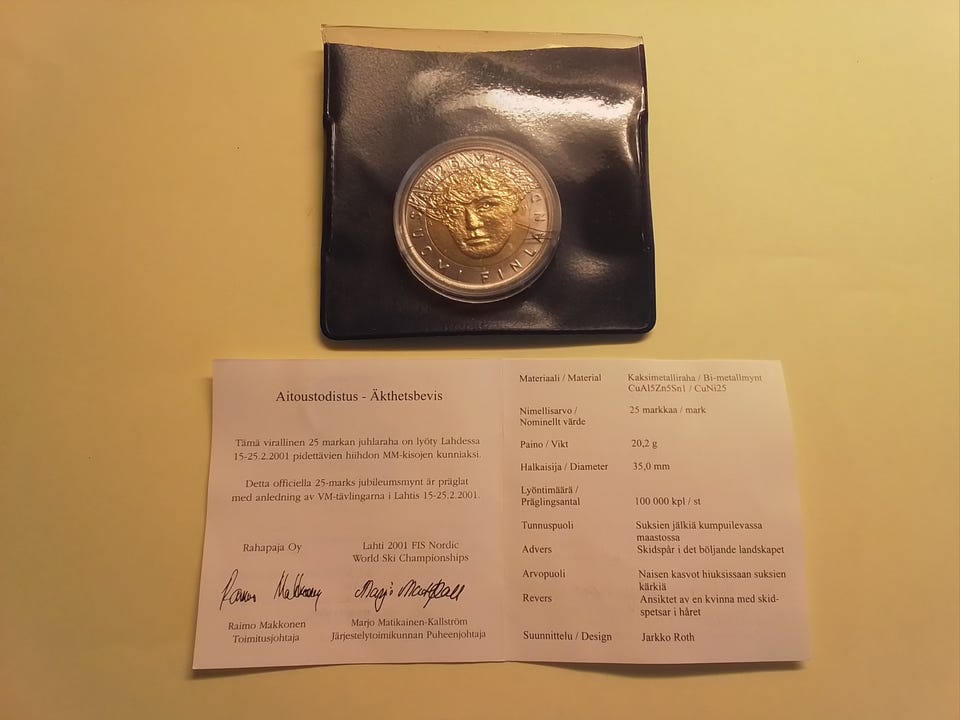 25 MK
SUOMI FINLAND
Aitoustodistus - Äkthetsbevis
Tämä virallinen 25 markan juhlaraha on lyöty Lahdessa
15-25.2.2001 pidettävien hiihdon MM-kisojen kunniaksi.
Detta officiella 25-marks jubileumsmynt är präglat
med anledning av VM-tävlingarna i Lahtis 15-25.2.2001.
Rahapaja Oy
Lahti 2001 FIS Nordic
World Ski Championships
Raimo Makkonen
Toimitusjohtaja
Marjo Matikainen-Kallström
Järjestelytoimikunnan Puheenjohtaja
Materiaali / Material Kaksimetalliraha / Bi-metallmynt
CuAl5Zn5Sn1 / CuNi25
Nimellisarvo / 25 markkaa / mark
Nominellt värde
Paino / Vikt 20,2 g
Halkaisija / Diameter 35,0 mm
Lyöntimäärä /
Präglingsantal 100 000 kpl / st
Tunnuspuoli Suksien jälkiä kumpuilevassa
maastossa
Advers Skidspår i det böljande landskapet
Arvopuoli Naisen kasvot hiuksissaan suksien
kärkiä
Revers Ansiktet av en kvinna med skid-
spetsar i håret
Suunnittelu / Design Jarkko Roth